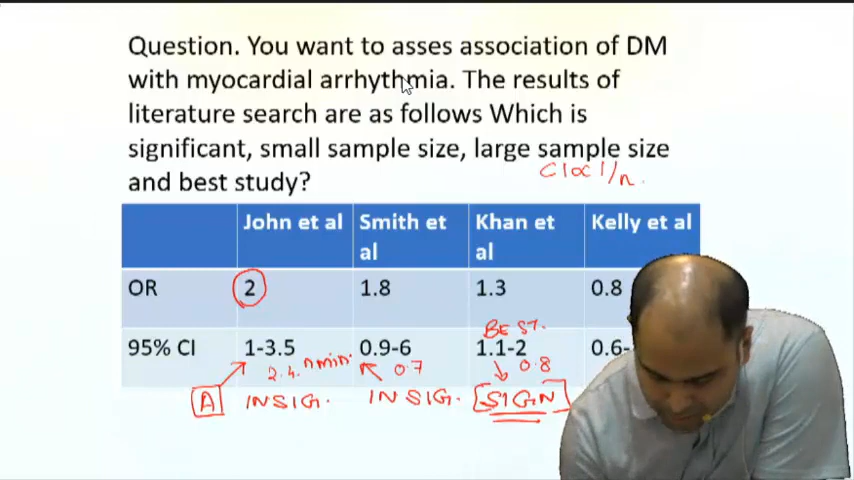 Question. You want to asses association of DM
with myocardial arrhythmia. The results of
literature search are as follows Which is
significant, small sample size, large sample size
and best study?
CI∝1/n.
John et al Smith et al Khan et al Kelly et al
OR 2 1.8 1.3 0.8
BEST.
95% CI 1-3.5 0.9-6 1.1-2 0.6-
2.4. nmin. 0.7 0.8
A INSIG. INSIG. [SIGN]